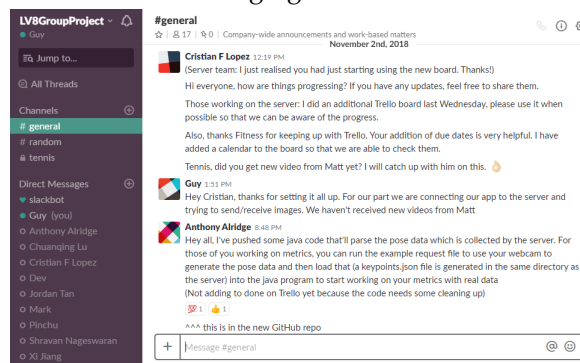 LV8GroupProject
Guy
Jump to...
All Threads
Channels
# general
# random
tennis
Direct Messages
slackbot
Guy (you)
Anthony Alridge
Chuanqing Lu
Cristian F Lopez
Dev
Jordan Tan
Mark
Pinchu
Shravan Nageswaran
Xi Jiang
#general
17 | 0 | Company-wide announcements and work-based matters
November 2nd, 2018
Cristian F Lopez 12:19 PM
(Server team: I just realised you had just starting using the new board. Thanks!)
Hi everyone, how are things progressing? If you have any updates, feel free to share them.
Those working on the server: I did an additional Trello board last Wednesday, please use it when
possible so that we can be aware of the progress.
Also, thanks Fitness for keeping up with Trello. Your addition of due dates is very helpful. I have
added a calendar to the board so that we are able to check them.
Tennis, did you get new video from Matt yet? I will catch up with him on this. 👌
Guy 1:51 PM
Hey Cristian, thanks for setting it all up. For our part we are connecting our app to the server and
trying to send/receive images. We haven't received new videos from Matt
Anthony Alridge 8:48 PM
Hey all, I've pushed some java code that'll parse the pose data which is collected by the server. For
those of you working on metrics, you can run the example request file to use your webcam to
generate the pose data and then load that (a keypoints.json file is generated in the same directory as
the server) into the java program to start working on your metrics with real data
(Not adding to done on Trello yet because the code needs some cleaning up)
💯 1 👍 1
^^^ this is in the new GitHub repo
Message #general